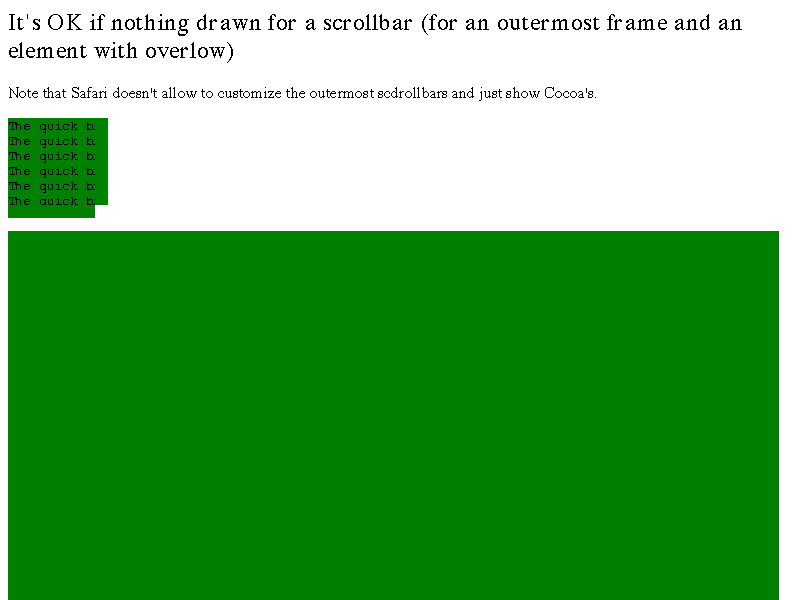 It's OK if nothing drawn for a scrollbar (for an outermost frame and an
element with overlow)
Note that Safari doesn't allow to customize the outermost scdrollbars and just show Cocoa's.
The quick
The quick
The quick
The quick
The quick
The quick